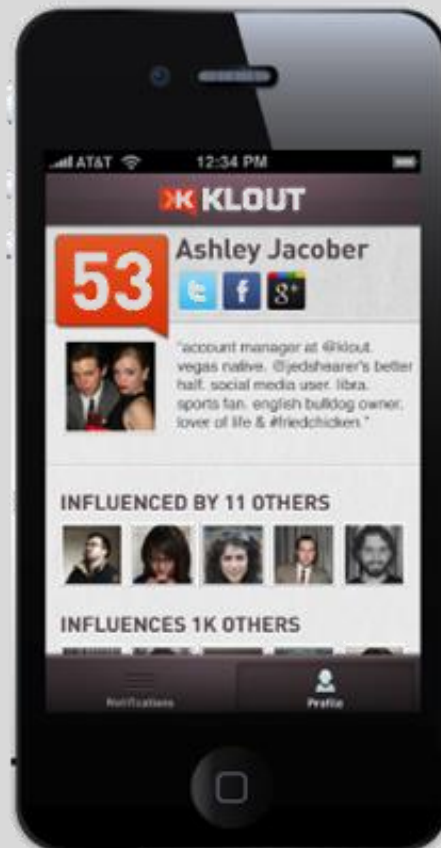 AT&T 12:34 PM
KLOUT
53
Ashley Jacober
"account manager at @klout.
vegas native. @jedshearer's better
half. social media user. libra.
sports fan. english bulldog owner.
lover of life & #friedchicken."
INFLUENCED BY 11 OTHERS
INFLUENCES 1K OTHERS
Notifications Profile